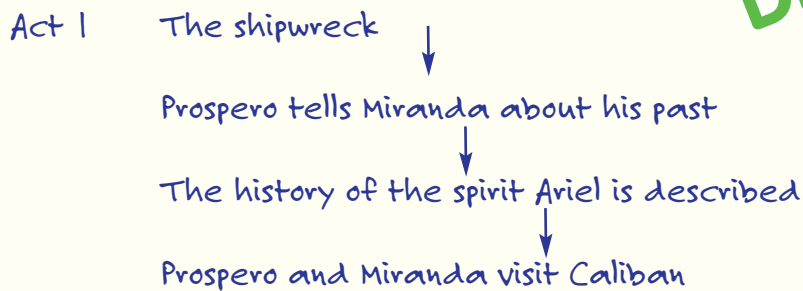 Act 1 The shipwreck
Prospero tells Miranda about his past
The history of the spirit Ariel is described
Prospero and Miranda visit Caliban